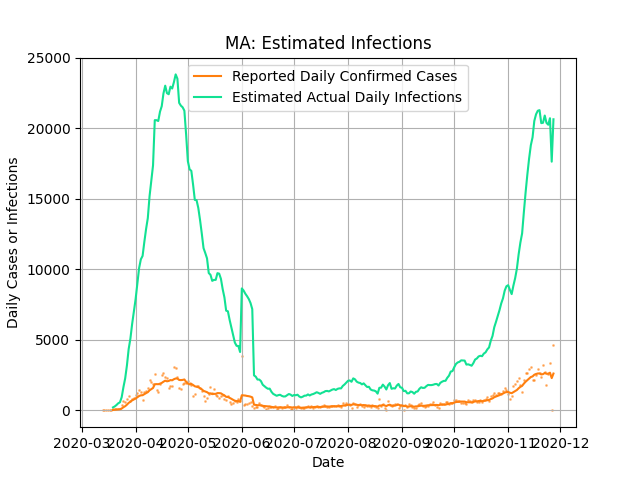 MA: Estimated Infections
Reported Daily Confirmed Cases
Estimated Actual Daily Infections
Daily Cases or Infections
25000
20000
15000
10000
5000
0
2020-03 2020-04 2020-05 2020-06 2020-07 2020-08 2020-09 2020-10 2020-11 2020-12
Date